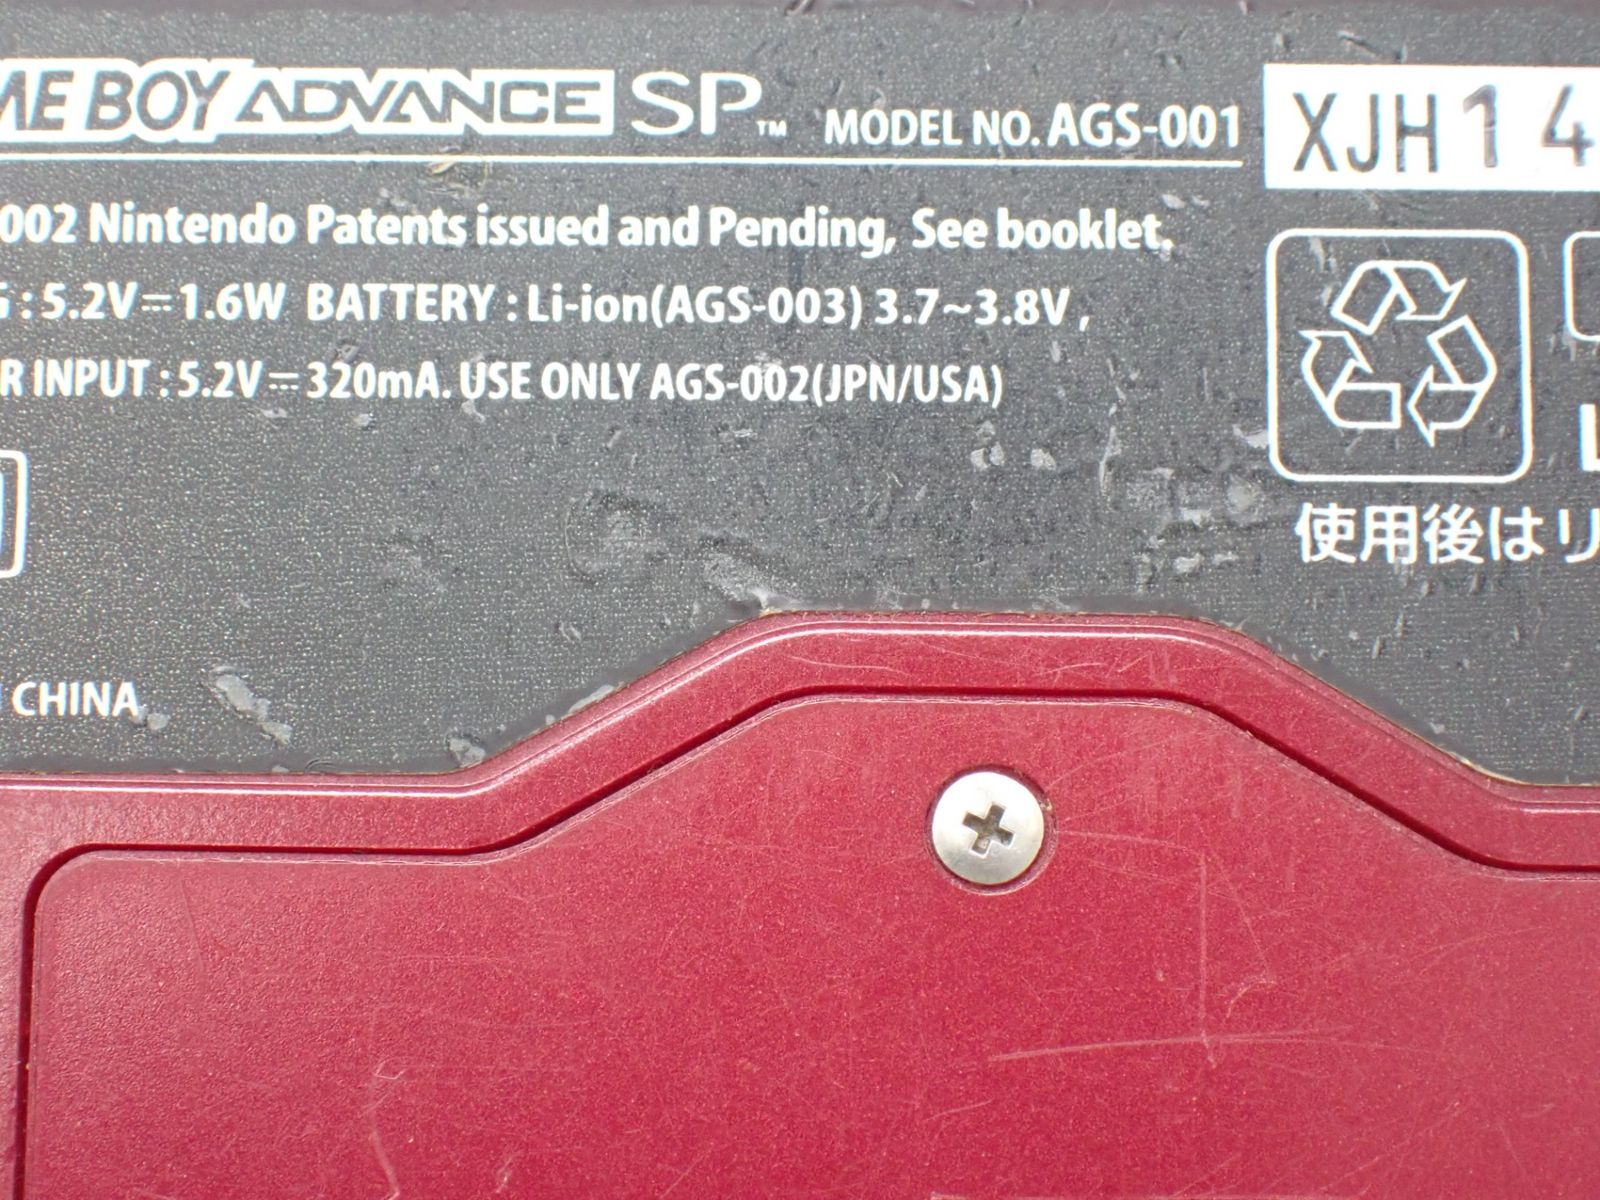 ME BOY ADVANCE SP™ MODEL NO. AGS-001
XJH14
002 Nintendo Patents issued and Pending, See booklet.
G : 5.2V⎓1.6W BATTERY : Li-ion(AGS-003) 3.7~3.8V,
R INPUT : 5.2V⎓320mA. USE ONLY AGS-002(JPN/USA)
使用後はリ
CHINA